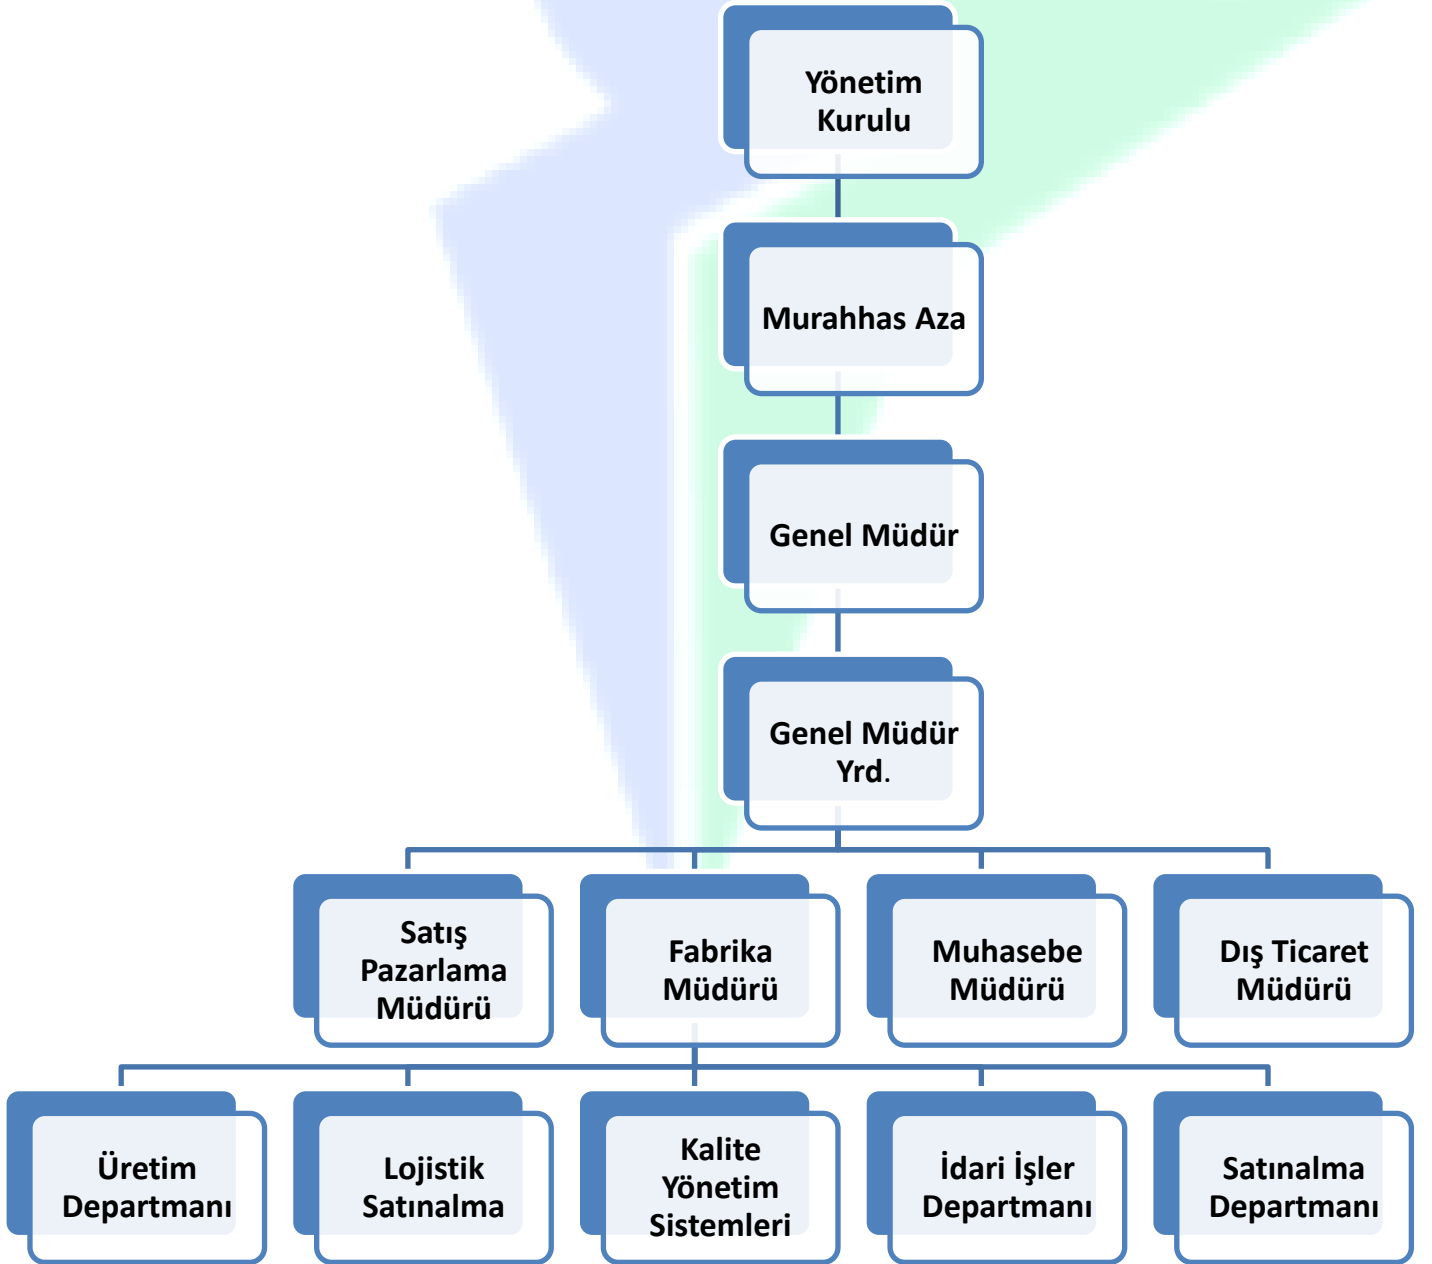 Yönetim
Kurulu
Murahhas Aza
Genel Müdür
Genel Müdür
Yrd.
Satış
Pazarlama
Müdürü
Fabrika
Müdürü
Muhasebe
Müdürü
Dış Ticaret
Müdürü
Üretim
Departmanı
Lojistik
Satınalma
Kalite
Yönetim
Sistemleri
İdari İşler
Departmanı
Satınalma
Departmanı